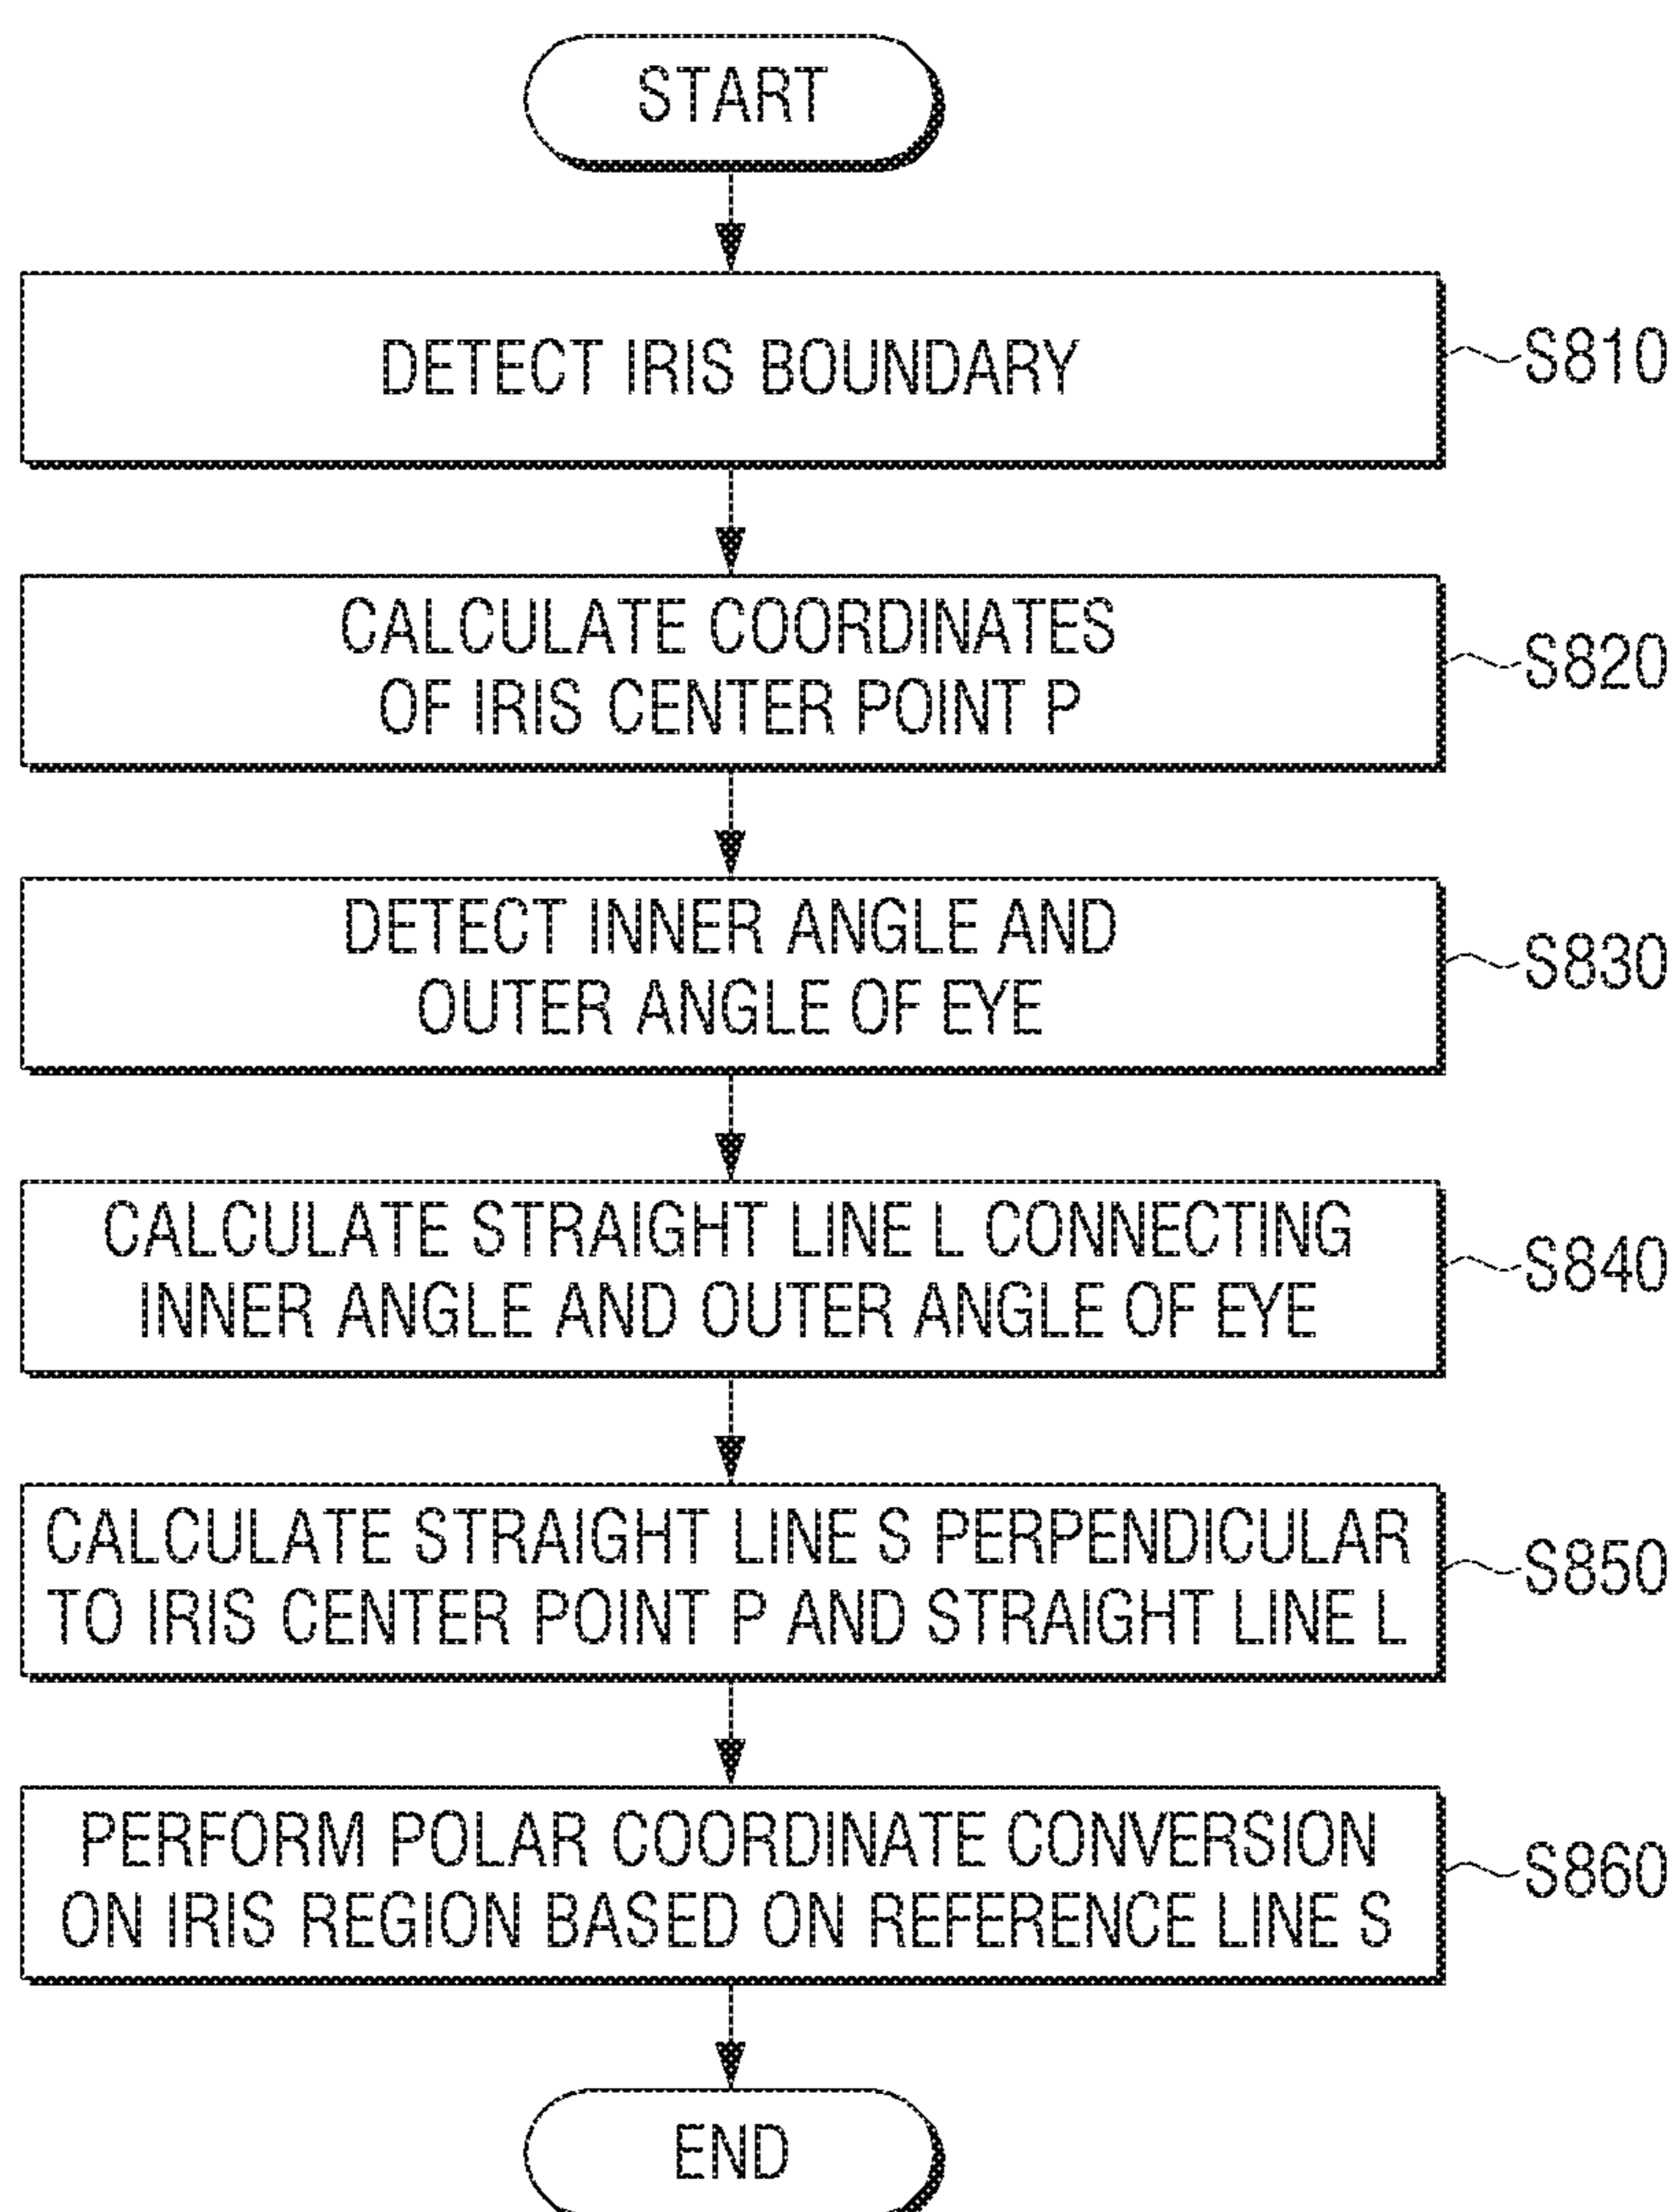 START
DETECT IRIS BOUNDARY
S810
CALCULATE COORDINATES
OF IRIS CENTER POINT P
S820
DETECT INNER ANGLE AND
OUTER ANGLE OF EYE
S830
CALCULATE STRAIGHT LINE L CONNECTING
INNER ANGLE AND OUTER ANGLE OF EYE
S840
CALCULATE STRAIGHT LINE S PERPENDICULAR
TO IRIS CENTER POINT P AND STRAIGHT LINE L
S850
PERFORM POLAR COORDINATE CONVERSION
ON IRIS REGION BASED ON REFERENCE LINE S
S860
END